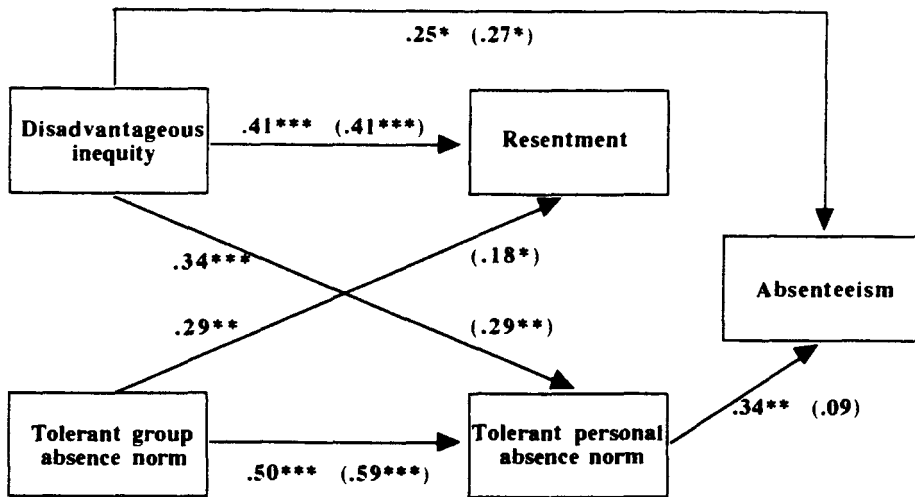 .25* (.27*)
Disadvantageous
inequity
.41*** (.41***)
Resentment
.34***
(.18*)
Absenteeism
.29**
(.29**)
Tolerant group
absence norm
.50*** (.59***)
Tolerant personal
absence norm
.34** (.09)